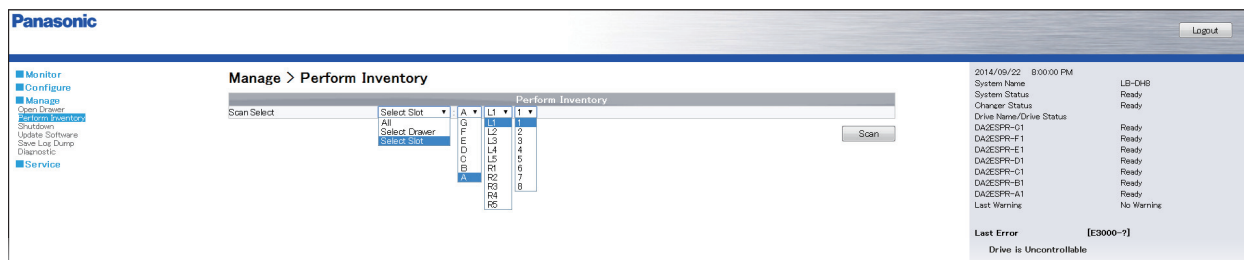 Panasonic
Logout
Monitor
Configure
Manage
Open Drawer
Perform Inventory
Shutdown
Update Software
Save Log Dump
Diagnostic
Service
Manage > Perform Inventory
Perform Inventory
Scan Select
Select Slot : A L1 1
All G L1 1
Select Drawer F L2 2
Select Slot E L3 3
D L4 4
C L5 5
B R1 6
A R2 7
R3 8
R4
R5
Scan
2014/09/22 8:00:00 PM
System Name LB-DH8
System Status Ready
Changer Status Ready
Drive Name/Drive Status
DA2ESPR-G1 Ready
DA2ESPR-F1 Ready
DA2ESPR-E1 Ready
DA2ESPR-D1 Ready
DA2ESPR-C1 Ready
DA2ESPR-B1 Ready
DA2ESPR-A1 Ready
Last Warning No Warning
Last Error [E3000-?]
Drive is Uncontrollable